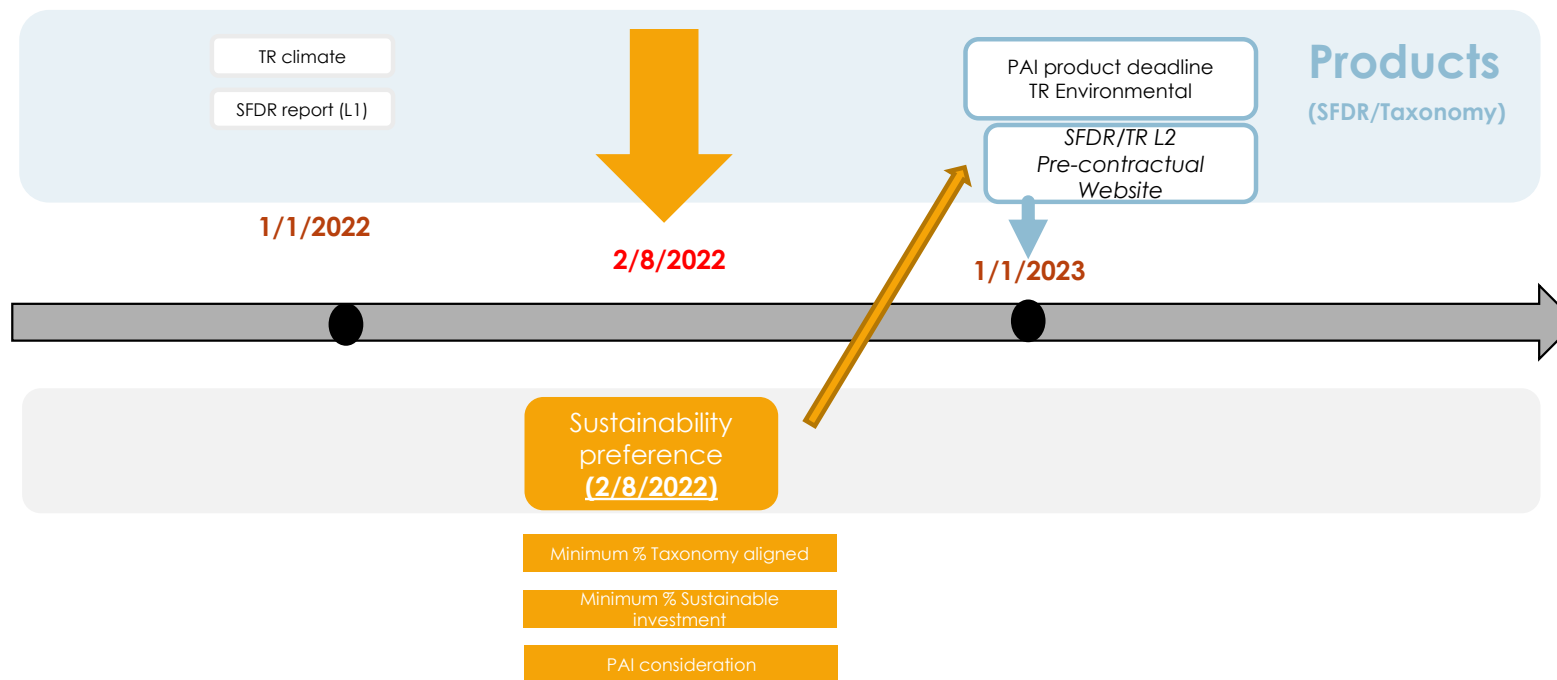 TR climate
SFDR report (L1)
PAI product deadline
TR Environmental
SFDR/TR L2
Pre-contractual
Website
Products
(SFDR/Taxonomy)
1/1/2022
2/8/2022
1/1/2023
Sustainability
preference
(2/8/2022)
Minimum % Taxonomy aligned
Minimum % Sustainable
investment
PAI consideration